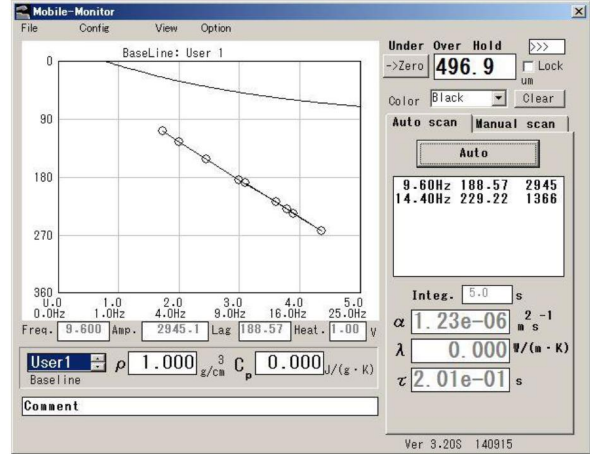 Mobile-Monitor
File Config View Option
BaseLine: User 1
0
90
180
270
360
0.0 1.0 2.0 3.0 4.0 5.0
0.0Hz 1.0Hz 4.0Hz 9.0Hz 16.0Hz 25.0Hz
Freq. 9.600 Amp. 2945.1 Lag 188.57 Heat. 1.00 V
User1 ρ 1.000 g/cm3 Cp 0.000 J/(g・K)
Baseline
Comment
Under Over Hold >>>
->Zero 496.9 Lock
um
Color Black Clear
Auto scan Manual scan
Auto
9.60Hz 188.57 2945
14.40Hz 229.22 1366
Integ. 5.0 s
α 1.23e-06 m2 s-1
λ 0.000 W/(m・K)
τ 2.01e-01 s
Ver 3.20S 140915